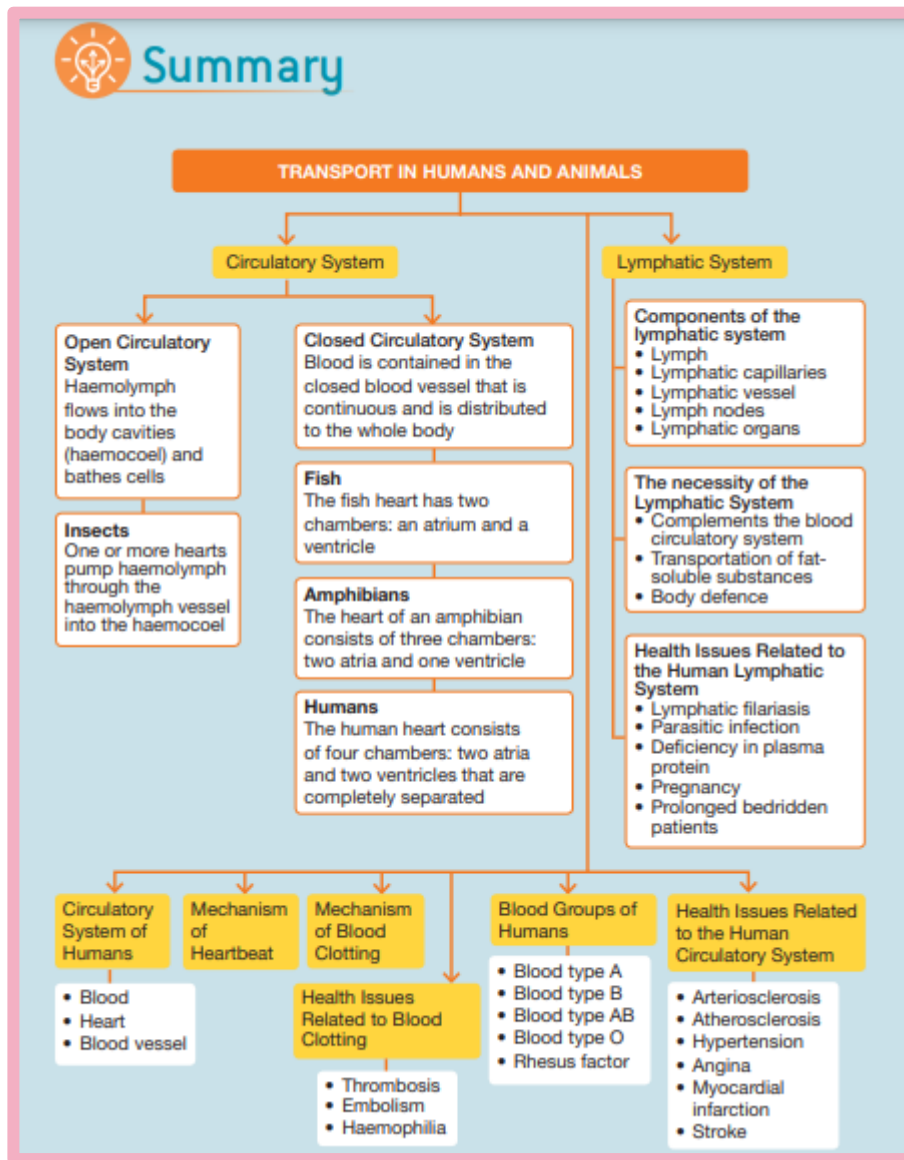 Summary
TRANSPORT IN HUMANS AND ANIMALS
Circulatory System
Lymphatic System
Open Circulatory
System
Haemolymph
flows into the
body cavities
(haemocoel) and
bathes cells
Insects
One or more hearts
pump haemolymph
through the
haemolymph vessel
into the haemocoel
Closed Circulatory System
Blood is contained in the
closed blood vessel that is
continuous and is distributed
to the whole body
Fish
The fish heart has two
chambers: an atrium and a
ventricle
Amphibians
The heart of an amphibian
consists of three chambers:
two atria and one ventricle
Humans
The human heart consists
of four chambers: two atria
and two ventricles that are
completely separated
Components of the
lymphatic system
• Lymph
• Lymphatic capillaries
• Lymphatic vessel
• Lymph nodes
• Lymphatic organs
The necessity of the
Lymphatic System
• Complements the blood
circulatory system
• Transportation of fat-
soluble substances
• Body defence
Health Issues Related to
the Human Lymphatic
System
• Lymphatic filariasis
• Parasitic infection
• Deficiency in plasma
protein
• Pregnancy
• Prolonged bedridden
patients
Circulatory
System of
Humans
• Blood
• Heart
• Blood vessel
Mechanism
of
Heartbeat
Mechanism
of Blood
Clotting
Health Issues
Related to Blood
Clotting
• Thrombosis
• Embolism
• Haemophilia
Blood Groups of
Humans
• Blood type A
• Blood type B
• Blood type AB
• Blood type O
• Rhesus factor
Health Issues Related
to the Human
Circulatory System
• Arteriosclerosis
• Atherosclerosis
• Hypertension
• Angina
• Myocardial
infarction
• Stroke